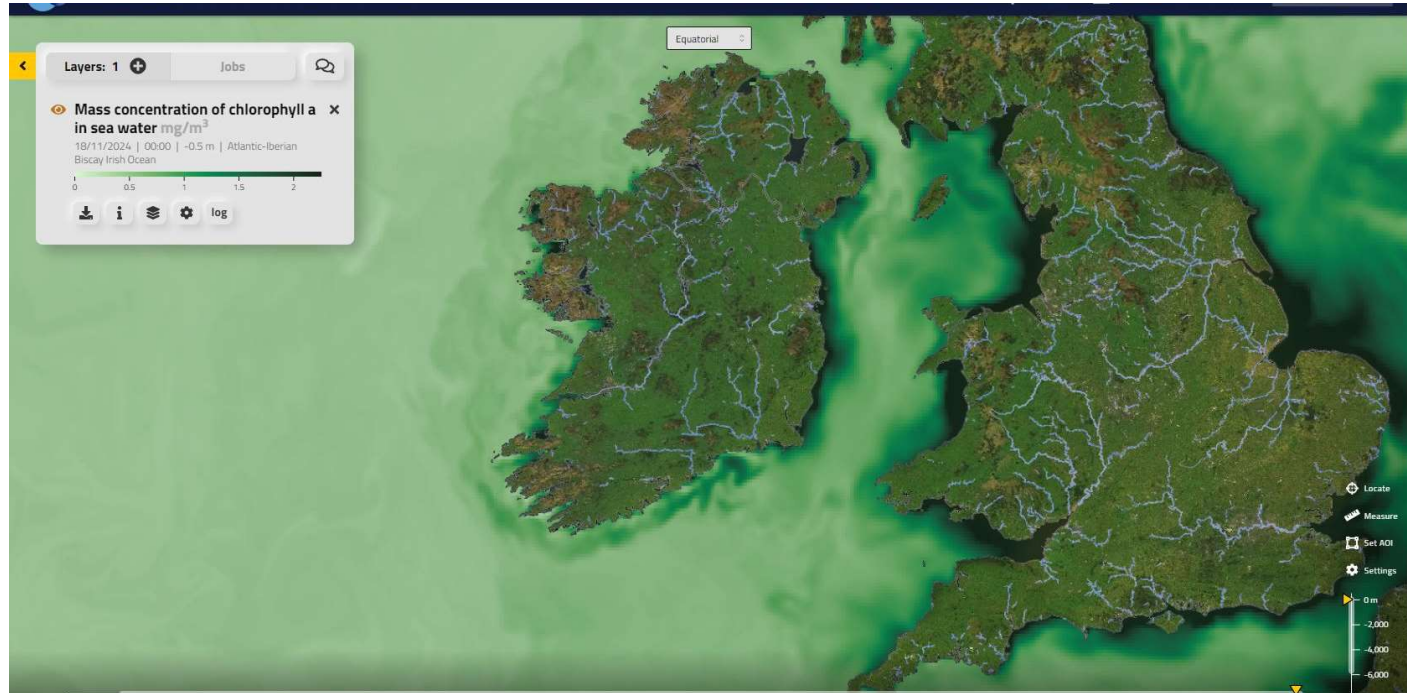 Equatorial
Layers: 1
Jobs
Mass concentration of chlorophyll a
in sea water mg/m³
18/11/2024 | 00:00 | -0.5 m | Atlantic-Iberian
Biscay Irish Ocean
0 0.5 1 1.5 2
log
Locate
Measure
Set AOI
Settings
0 m
-2,000
-4,000
-6,000